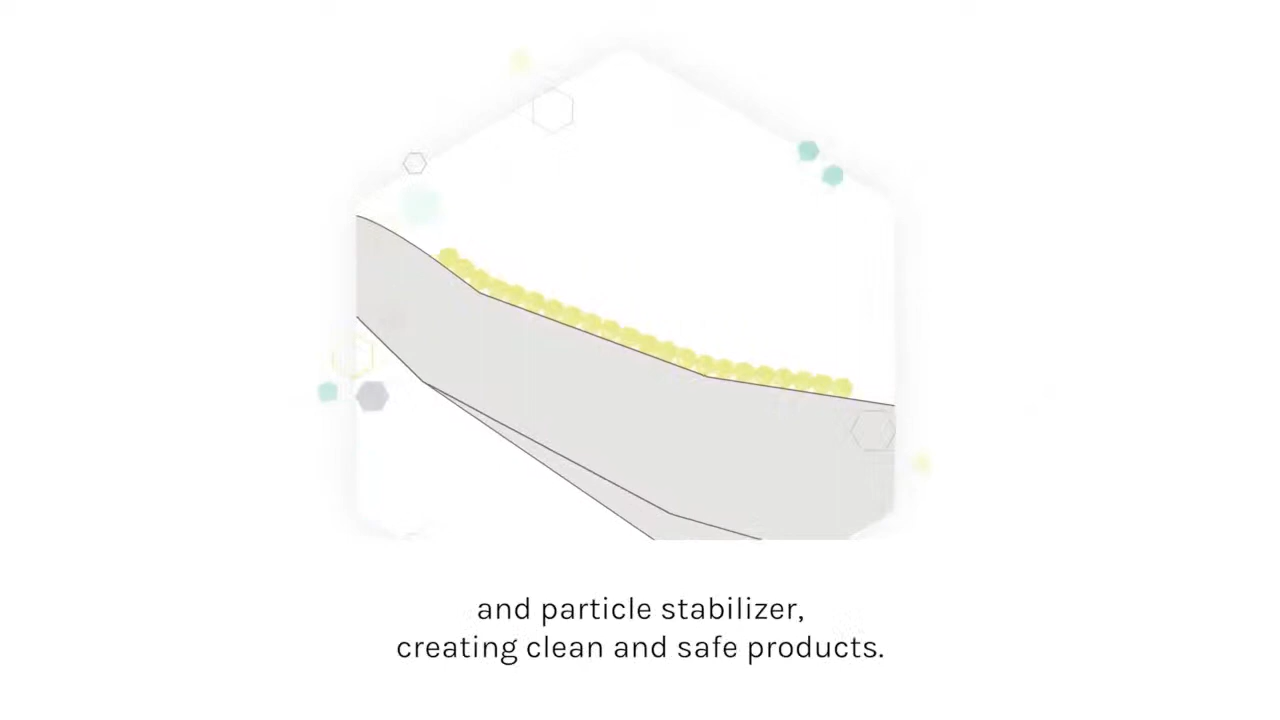 and particle stabilizer,
creating clean and safe products.